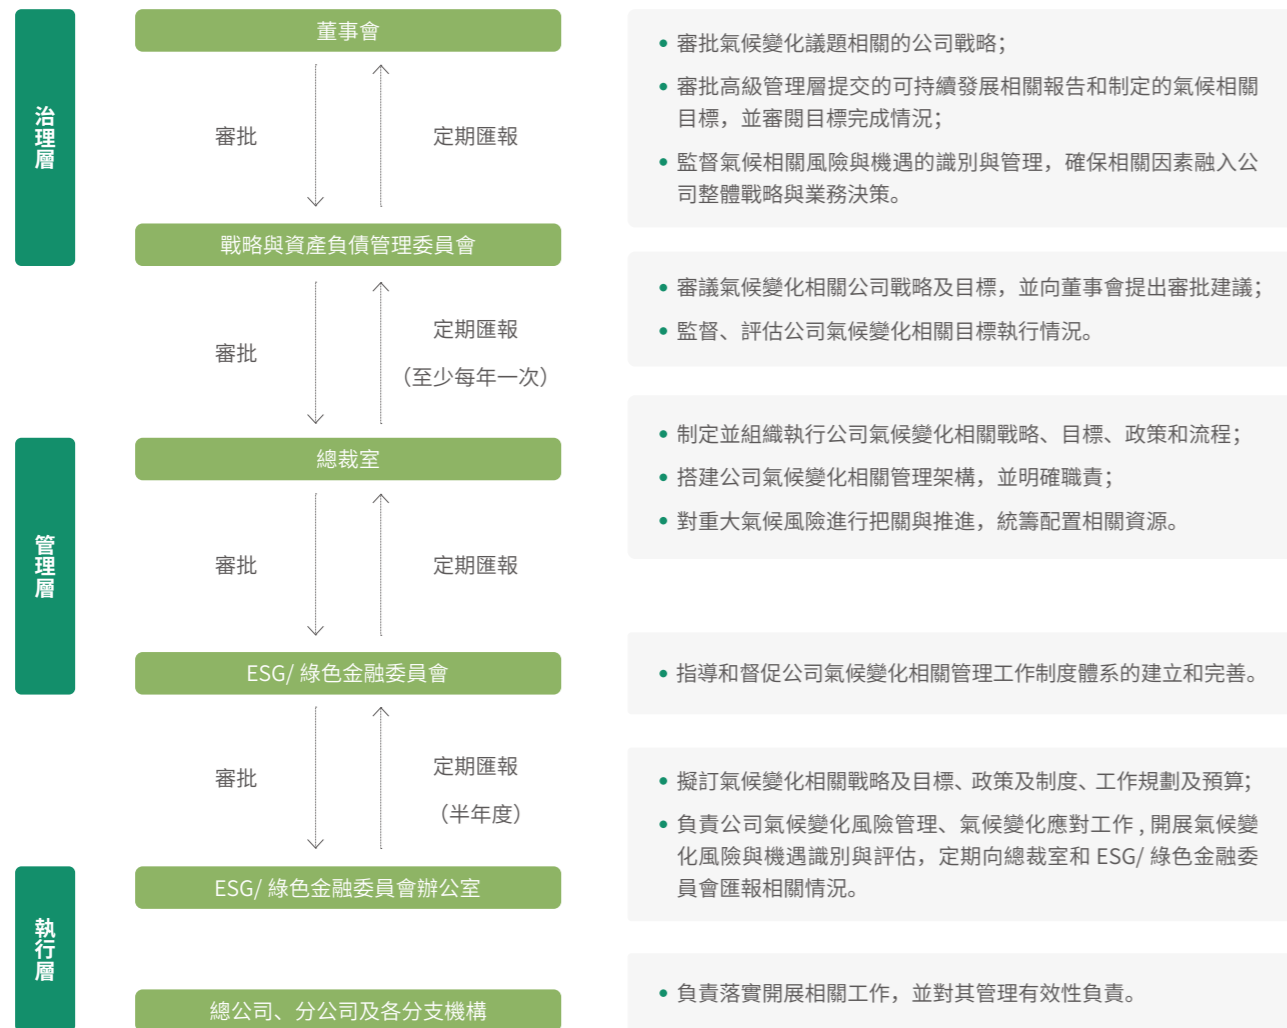 治理層
董事會
審批
定期匯報
戰略與資產負債管理委員會
• 審批氣候變化議題相關的公司戰略；
• 審批高級管理層提交的可持續發展相關報告和制定的氣候相關
目標，並審閱目標完成情況；
• 監督氣候相關風險與機遇的識別與管理，確保相關因素融入公
司整體戰略與業務決策。
• 審議氣候變化相關公司戰略及目標，並向董事會提出審批建議；
• 監督、評估公司氣候變化相關目標執行情況。
審批
定期匯報
（至少每年一次）
管理層
總裁室
• 制定並組織執行公司氣候變化相關戰略、目標、政策和流程；
• 搭建公司氣候變化相關管理架構，並明確職責；
• 對重大氣候風險進行把關與推進，統籌配置相關資源。
審批
定期匯報
ESG/ 綠色金融委員會
• 指導和督促公司氣候變化相關管理工作制度體系的建立和完善。
審批
定期匯報
（半年度）
執行層
ESG/ 綠色金融委員會辦公室
• 擬訂氣候變化相關戰略及目標、政策及制度、工作規劃及預算；
• 負責公司氣候變化風險管理、氣候變化應對工作 , 開展氣候變
化風險與機遇識別與評估，定期向總裁室和 ESG/ 綠色金融委
員會匯報相關情況。
總公司、分公司及各分支機構
• 負責落實開展相關工作，並對其管理有效性負責。